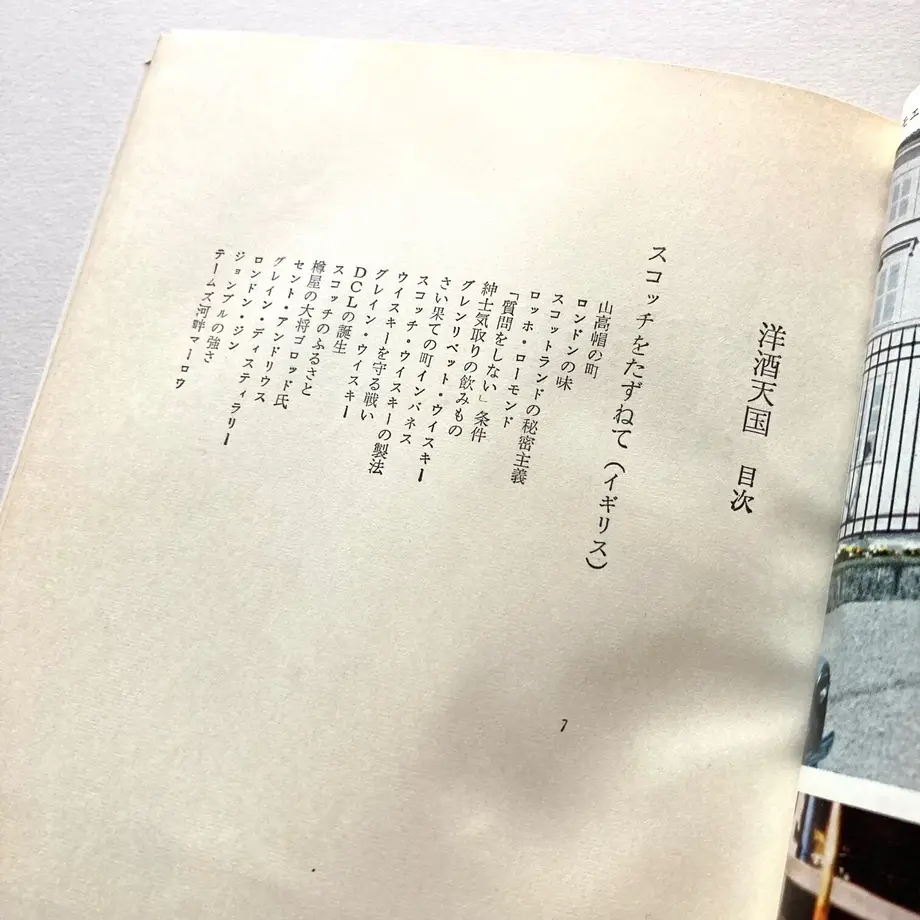 洋酒天国 目次
スコッチをたずねて(イギリス)
山高帽の町
ロンドンの味
スコットランドの秘密主義
ロッホ・ローモンド
「質問をしない」条件
紳士気取りの飲みもの
グレンリベット・ウイスキー
さい果ての町インバネス
スコッチ・ウイスキーの製法
ウイスキーを守る戦い
グレイン・ウイスキー
DCLの誕生
スコッチのふるさと
樽屋の大将ゴロッド氏
セント・アンドリウス
グレイン・ディスティラリー
ロンドン・ジン
ジョンブルの強さ
テームズ河畔マーロウ
7